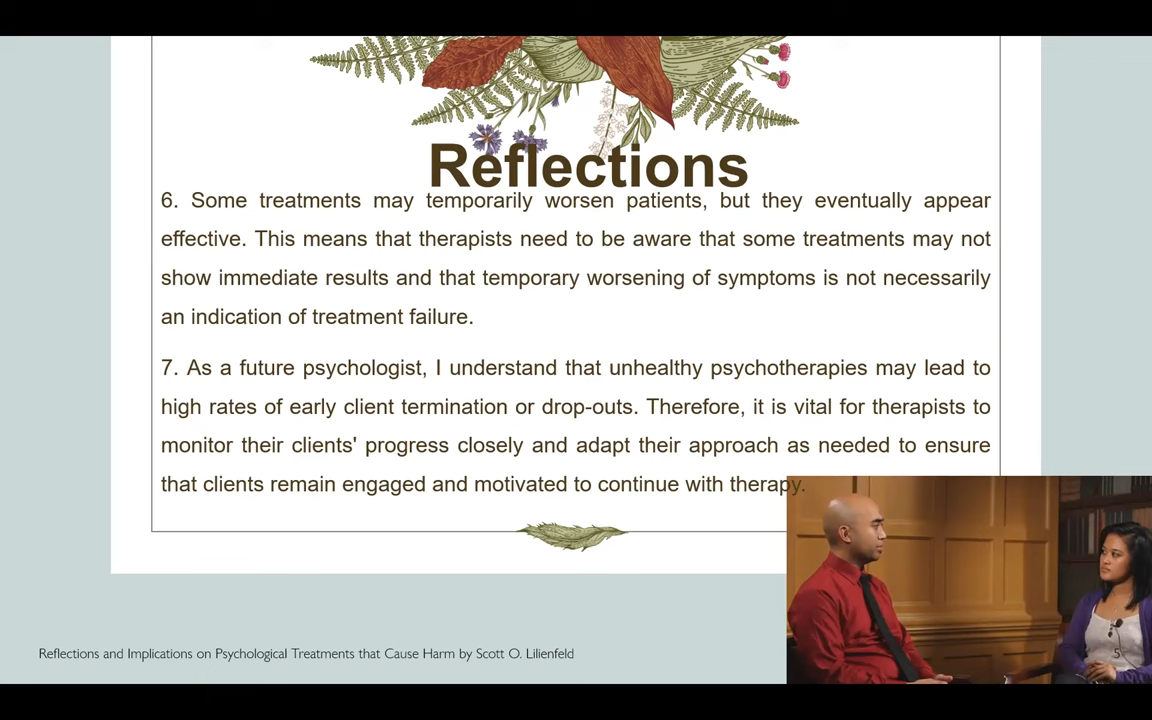 Reflections
6. Some treatments may temporarily worsen patients, but they eventually appear
effective. This means that therapists need to be aware that some treatments may not
show immediate results and that temporary worsening of symptoms is not necessarily
an indication of treatment failure.
7. As a future psychologist, I understand that unhealthy psychotherapies may lead to
high rates of early client termination or drop-outs. Therefore, it is vital for therapists to
monitor their clients' progress closely and adapt their approach as needed to ensure
that clients remain engaged and motivated to continue with therapy.
Reflections and Implications on Psychological Treatments that Cause Harm by Scott O. Lilienfeld
5